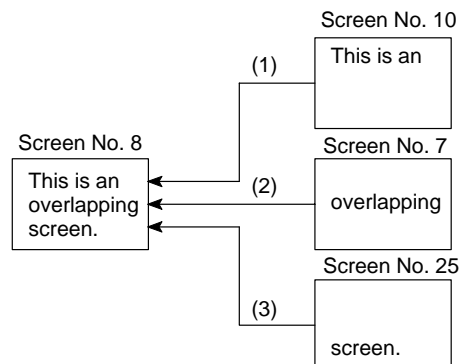 Screen No. 10
This is an
(1)
Screen No. 8
This is an
overlapping
screen.
Screen No. 7
(2)
overlapping
Screen No. 25
(3)
screen.